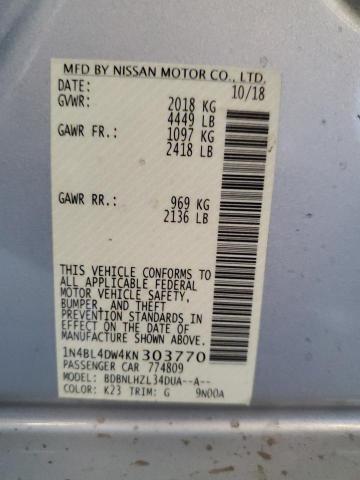 MFD BY NISSAN MOTOR CO., LTD.
DATE: 10/18
GVWR: 2018 KG
4449 LB
GAWR FR.: 1097 KG
2418 LB
GAWR RR.: 969 KG
2136 LB
THIS VEHICLE CONFORMS TO
ALL APPLICABLE FEDERAL
MOTOR VEHICLE SAFETY,
BUMPER, AND THEFT
PREVENTION STANDARDS
IN EFFECT ON THE DATE OF
MANUFACTURE SHOWN ABOVE.
1N4BL4DW4KN303770
PASSENGER CAR 774809
MODEL: BDBNLHZL34DUA--A--
COLOR: K23 TRIM: G 9N00A